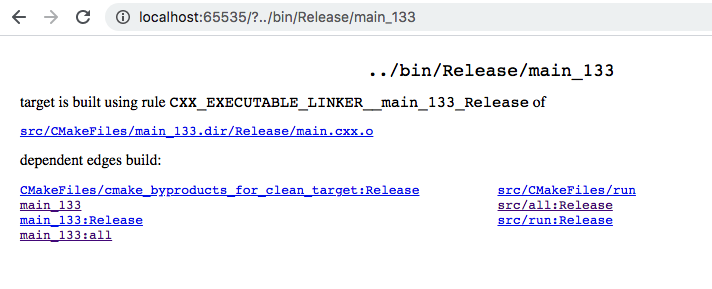 localhost:65535/?../bin/Release/main_133
../bin/Release/main_133
target is built using rule CXX_EXECUTABLE_LINKER__main_133_Release of
src/CMakeFiles/main_133.dir/Release/main.cxx.o
dependent edges build:
CMakeFiles/cmake_byproducts_for_clean_target:Release src/CMakeFiles/run
main_133 src/all:Release
main_133:Release src/run:Release
main_133:all